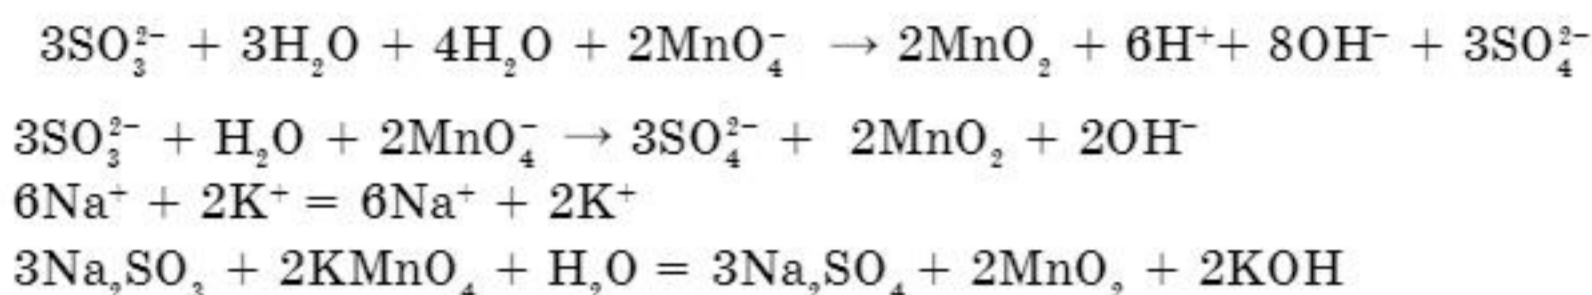 3SO₃²⁻ + 3H₂O + 4H₂O + 2MnO₄⁻ → 2MnO₂ + 6H⁺+ 8OH⁻ + 3SO₄²⁻
3SO₃²⁻ + H₂O + 2MnO₄⁻ → 3SO₄²⁻ + 2MnO₂ + 2OH⁻
6Na⁺ + 2K⁺ = 6Na⁺ + 2K⁺
3Na₂SO₃ + 2KMnO₄ + H₂O = 3Na₂SO₄ + 2MnO₂ + 2KOH